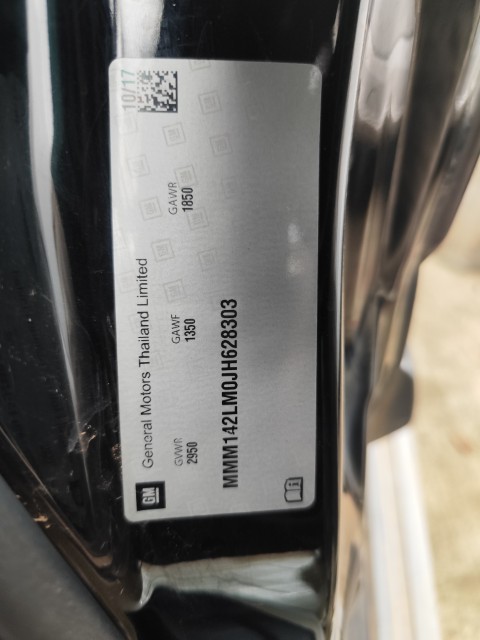 GM General Motors Thailand Limited 10/17
GVWR GAWF GAWR
2950 1350 1850
MMM142LM0JH628303